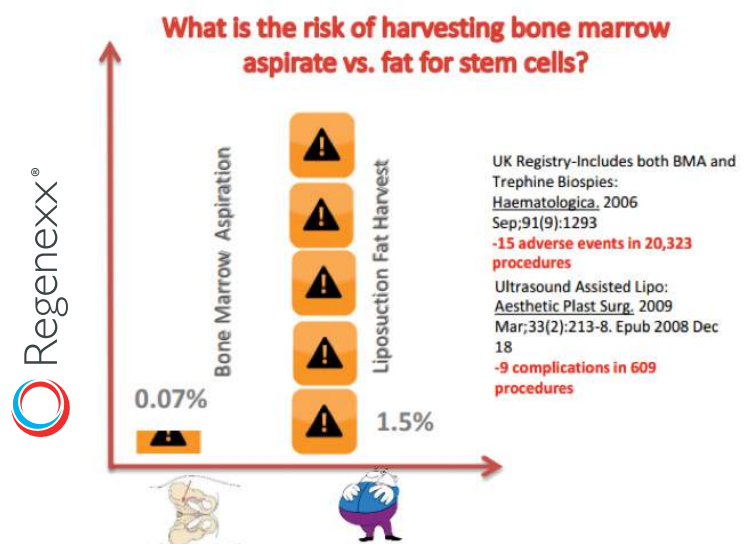 What is the risk of harvesting bone marrow
aspirate vs. fat for stem cells?
Regenexx®
Bone Marrow Aspiration
0.07%
Liposuction Fat Harvest
1.5%
UK Registry-Includes both BMA and
Trephine Biospies:
Haematologica. 2006
Sep;91(9):1293
-15 adverse events in 20,323
procedures
Ultrasound Assisted Lipo:
Aesthetic Plast Surg. 2009
Mar;33(2):213-8. Epub 2008 Dec
18
-9 complications in 609
procedures